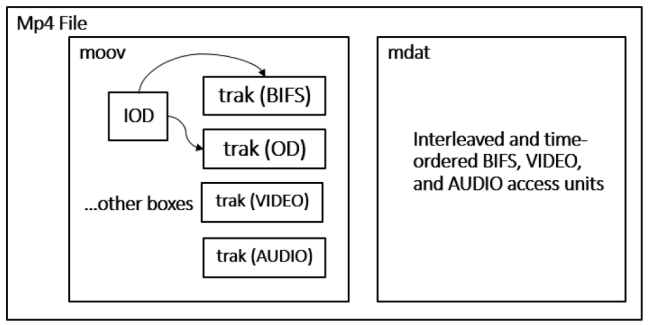 Mp4 File
moov
IOD
trak (BIFS)
trak (OD)
...other boxes
trak (VIDEO)
trak (AUDIO)
mdat
Interleaved and time-
ordered BIFS, VIDEO,
and AUDIO access units